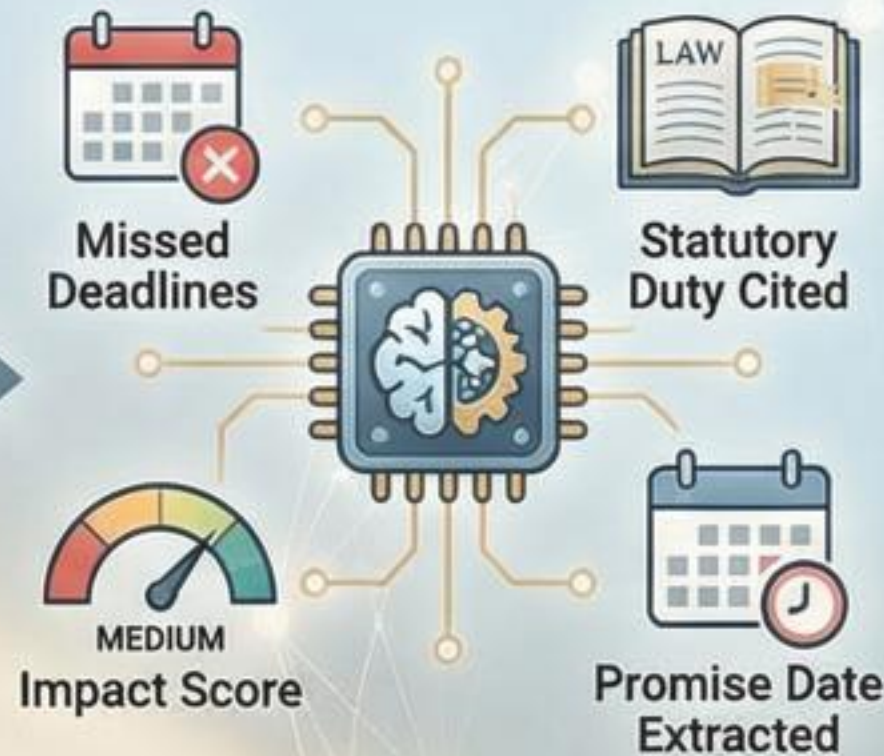 Missed
Deadlines
LAW
Statutory
Duty Cited
MEDIUM
Impact Score
Promise Date
Extracted